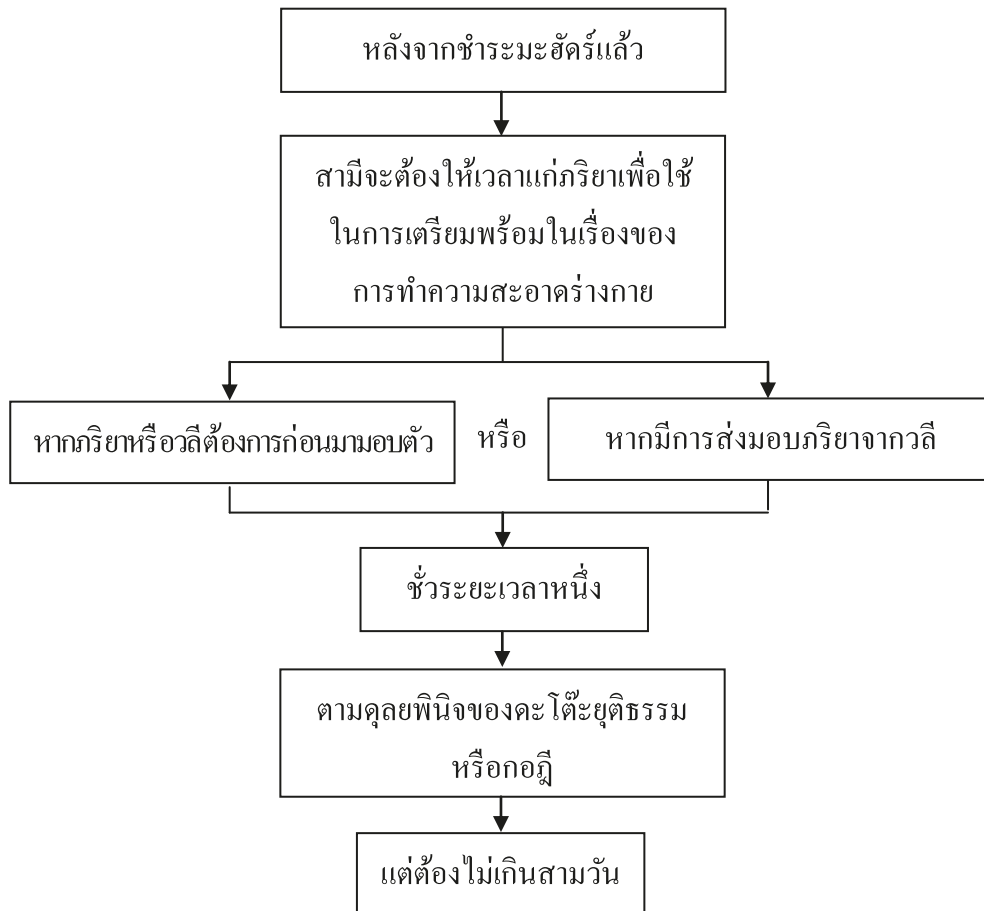 หลังจากชำระมะฮัดร์แล้ว
สามีจะต้องให้เวลาแก่ภริยาเพื่อใช้
ในการเตรียมพร้อมในเรื่องของ
การทำความสะอาดร่างกาย
หากภริยาหรือวลีต้องการก่อนมามอบตัว
หรือ
หากมีการส่งมอบภริยาจากวลี
ชั่วระยะเวลาหนึ่ง
ตามดุลยพินิจของดะโต๊ะยุติธรรม
หรือกอฎี
แต่ต้องไม่เกินสามวัน